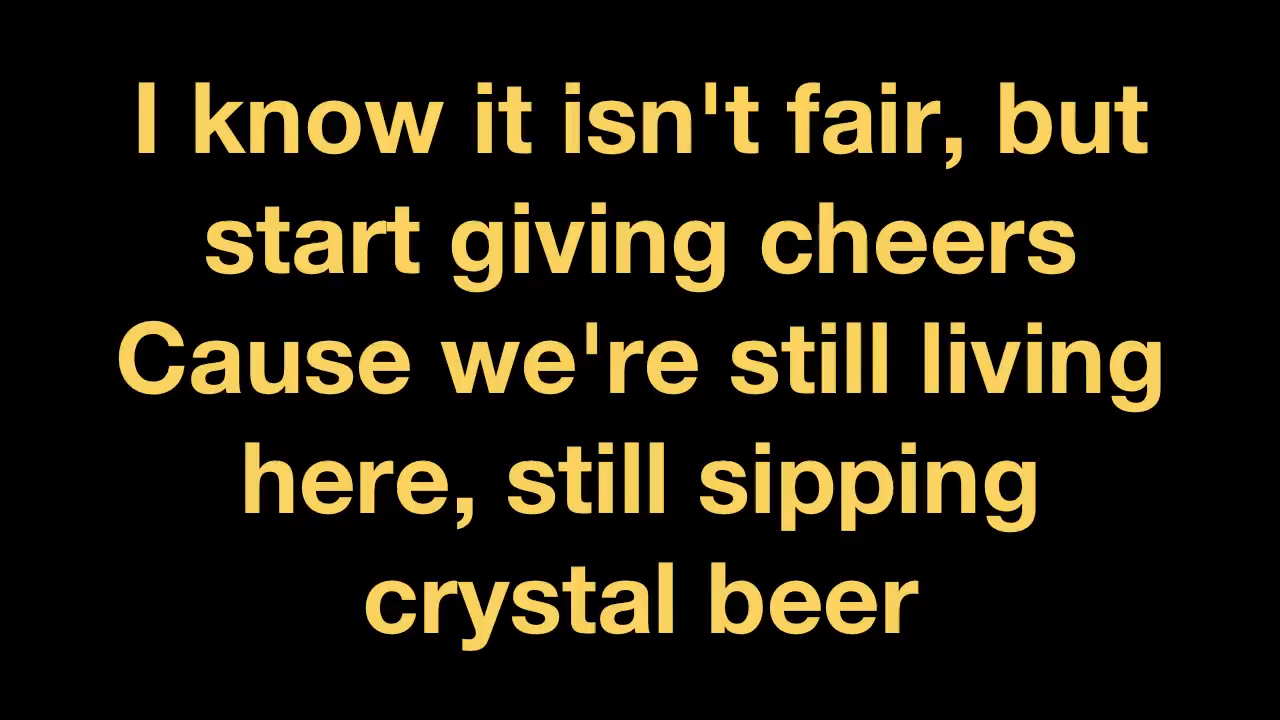 I know it isn't fair, but
start giving cheers
Cause we're still living
here, still sipping
crystal beer